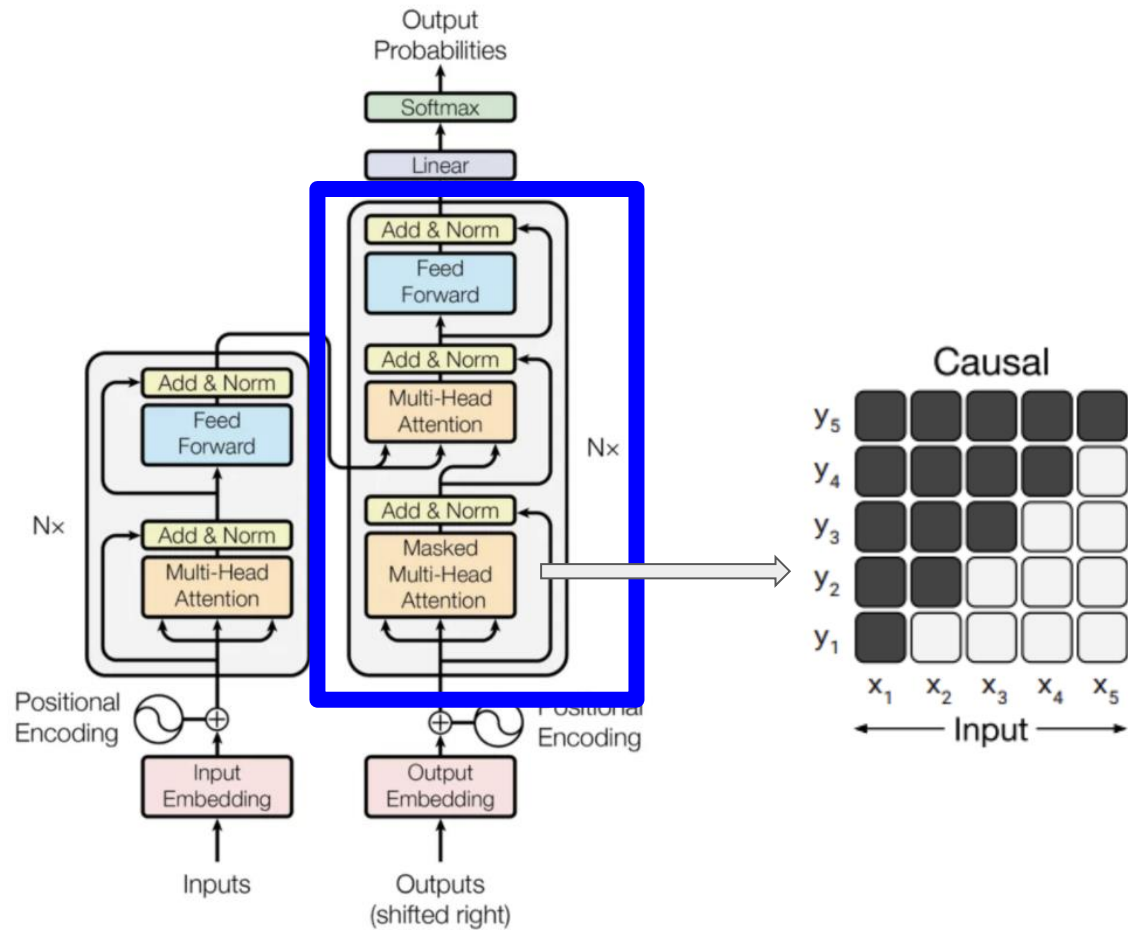 Output
Probabilities
Softmax
Linear
Add & Norm
Feed
Forward
Add & Norm
Multi-Head
Attention
Add & Norm
Masked
Multi-Head
Attention
N×
Add & Norm
Feed
Forward
Add & Norm
Multi-Head
Attention
N×
Positional
Encoding
Input
Embedding
Inputs
Positional
Encoding
Output
Embedding
Outputs
(shifted right)
Causal
y5
y4
y3
y2
y1
x1 x2 x3 x4 x5
Input